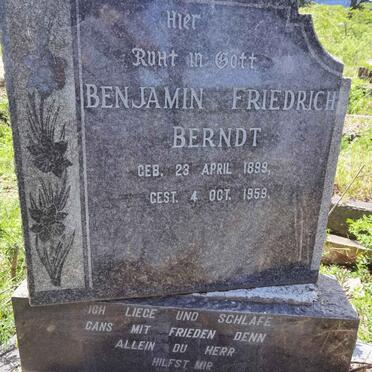 Hier
Ruht in Gott
BENJAMIN FRIEDRICH
BERNDT
GEB. 23 APRIL 1899,
GEST. 4 OCT. 1959.
ICH LIEGE UND SCHLAFE
GANS MIT FRIEDEN DENN
ALLEIN DU HERR
HILFST MIR